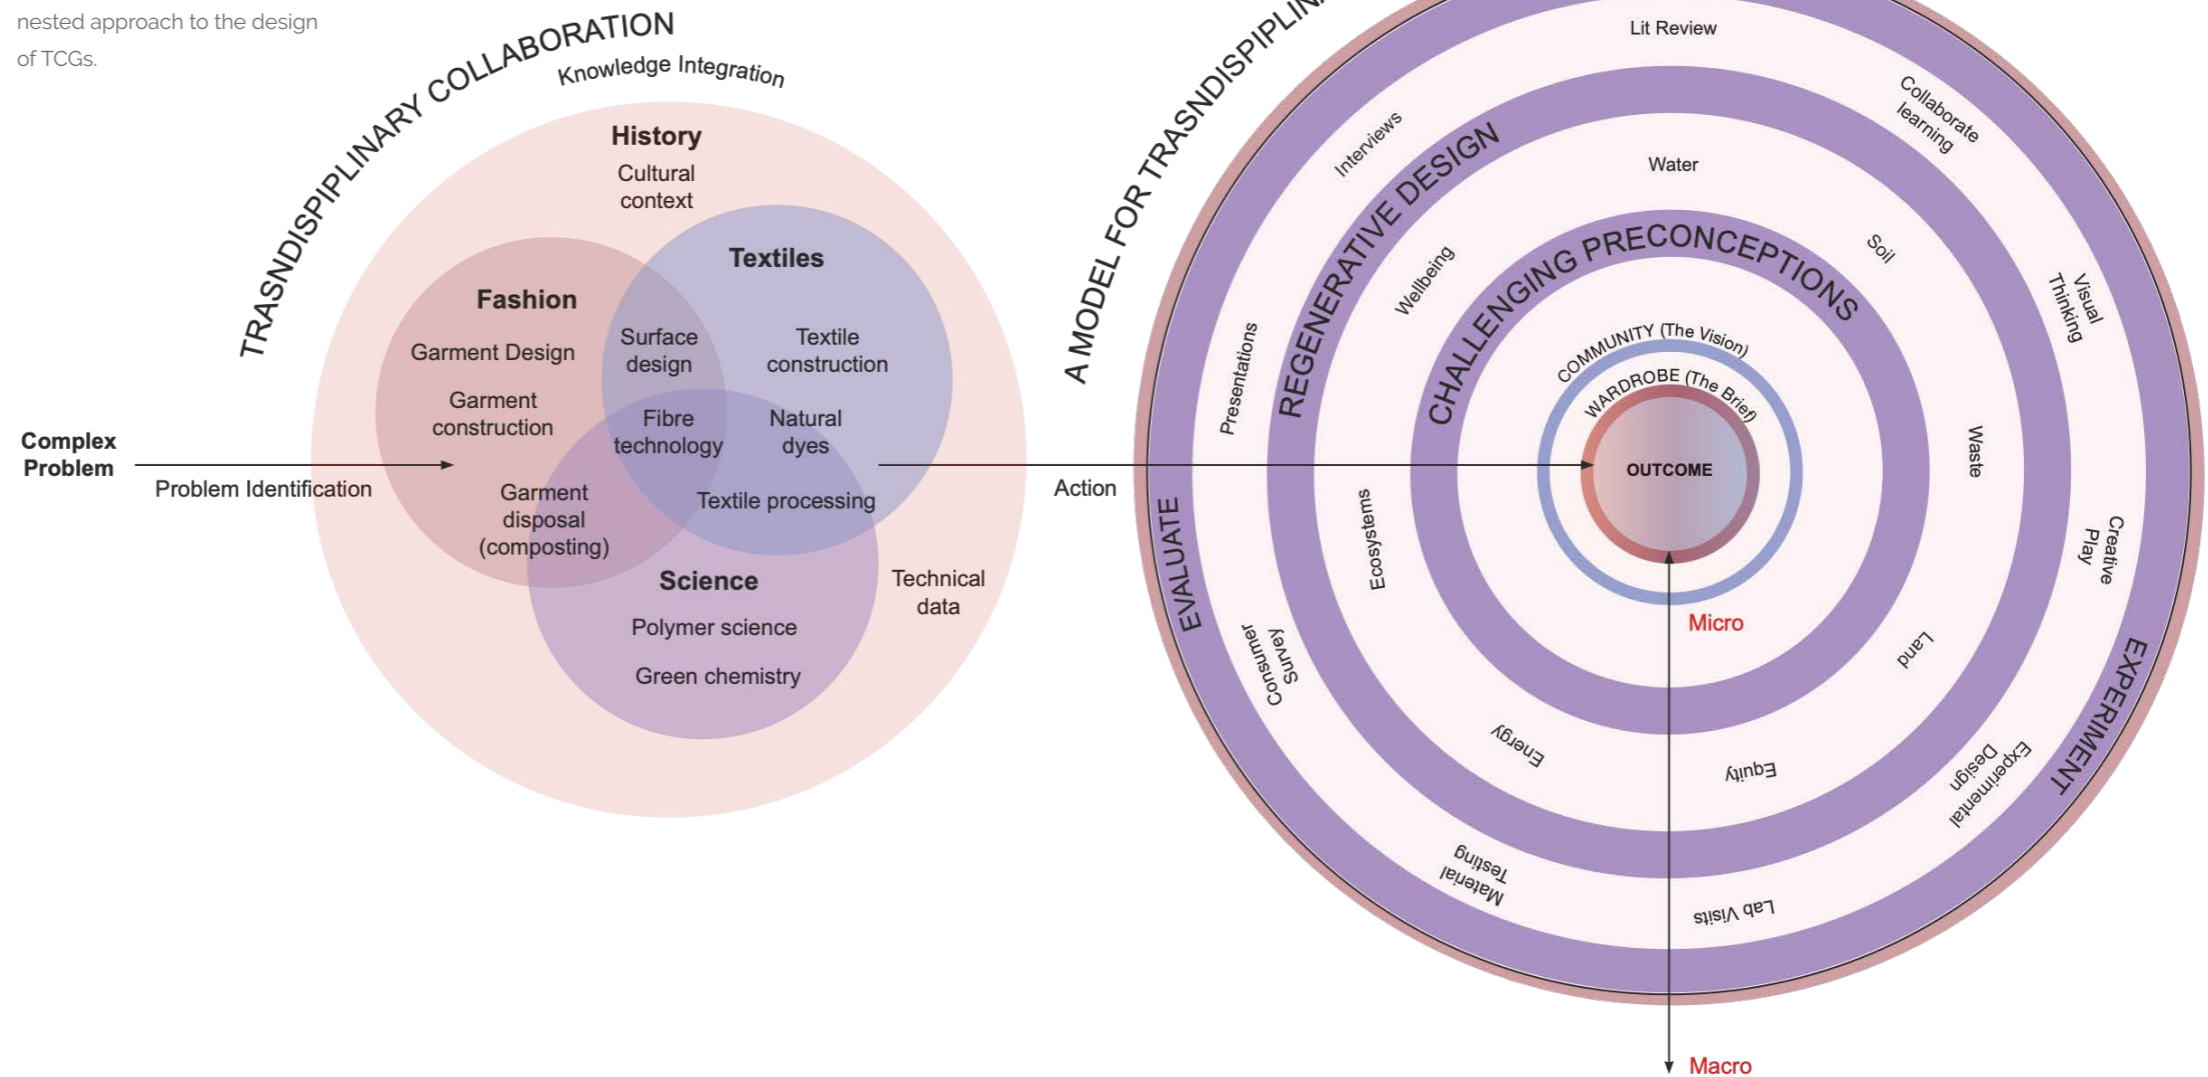 nested approach to the design
of TCGs.
TRASNDISPIPLINARY COLLABORATION
Knowledge Integration
History
Cultural
context
Textiles
Fashion
Garment Design
Surface
design
Textile
construction
Garment
construction
Fibre
technology
Natural
dyes
Complex
Problem
Problem Identification
Garment
disposal
(composting)
Textile processing
Science
Technical
data
Polymer science
Green chemistry
Action
A MODEL FOR TRASNDISPIPLINA
Lit Review
Collaborate
learning
Visual
Thinking
Creative
Play
Experimental
Design
Lab Visits
Material
Testing
Consumer
Survey
Presentations
Interviews
EVALUATE
EXPERIMENT
REGENERATIVE DESIGN
Water
Soil
Waste
Land
Equity
Energy
Ecosystems
Wellbeing
CHALLENGING PRECONCEPTIONS
COMMUNITY (The Vision)
WARDROBE (The Brief)
OUTCOME
Micro
Macro